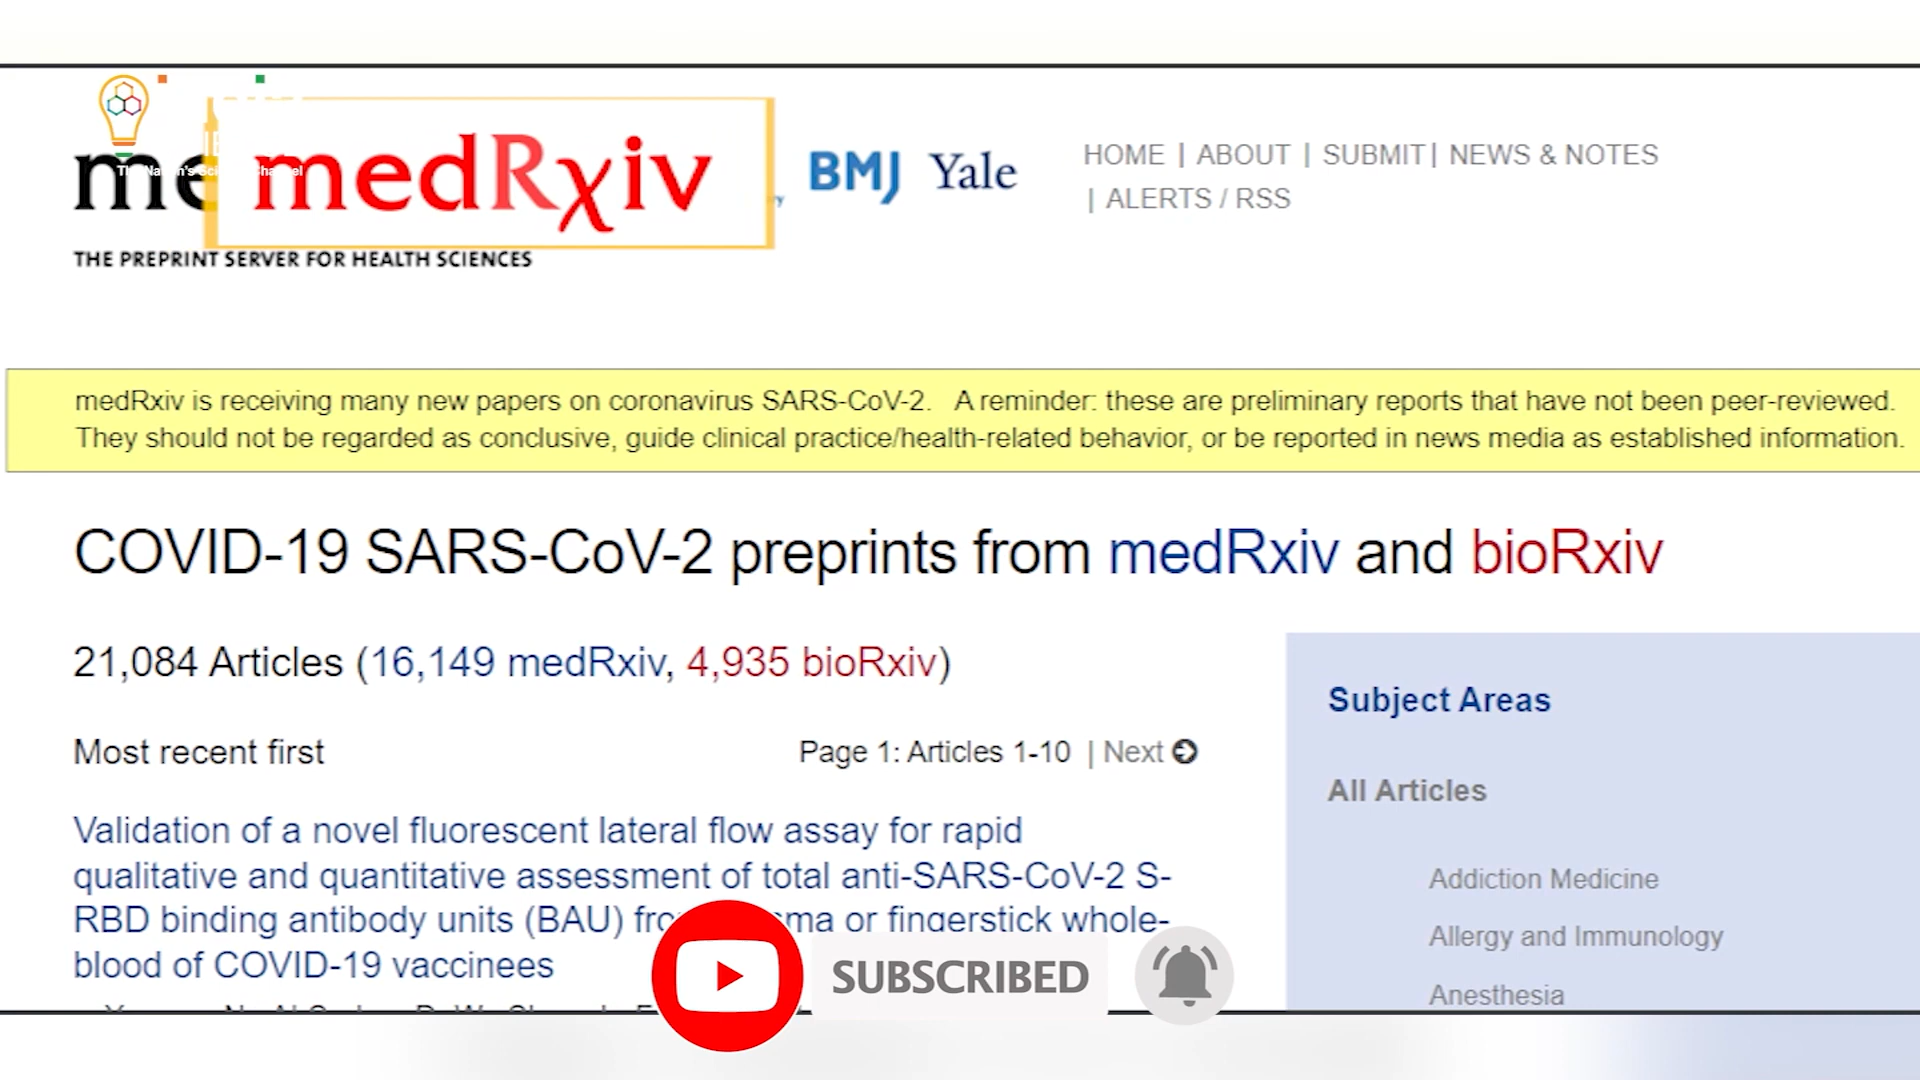 me
medRxiv
BMJ Yale
HOME | ABOUT | SUBMIT | NEWS & NOTES
| ALERTS / RSS
THE PREPRINT SERVER FOR HEALTH SCIENCES
medRxiv is receiving many new papers on coronavirus SARS-CoV-2. A reminder: these are preliminary reports that have not been peer-reviewed.
They should not be regarded as conclusive, guide clinical practice/health-related behavior, or be reported in news media as established information.
COVID-19 SARS-CoV-2 preprints from medRxiv and bioRxiv
21,084 Articles (16,149 medRxiv, 4,935 bioRxiv)
Most recent first
Page 1: Articles 1-10 | Next
Validation of a novel fluorescent lateral flow assay for rapid
qualitative and quantitative assessment of total anti-SARS-CoV-2 S-
RBD binding antibody units (BAU) or fingerstick whole-
blood of COVID-19 vaccinees
Subject Areas
All Articles
Addiction Medicine
Allergy and Immunology
Anesthesia
SUBSCRIBED